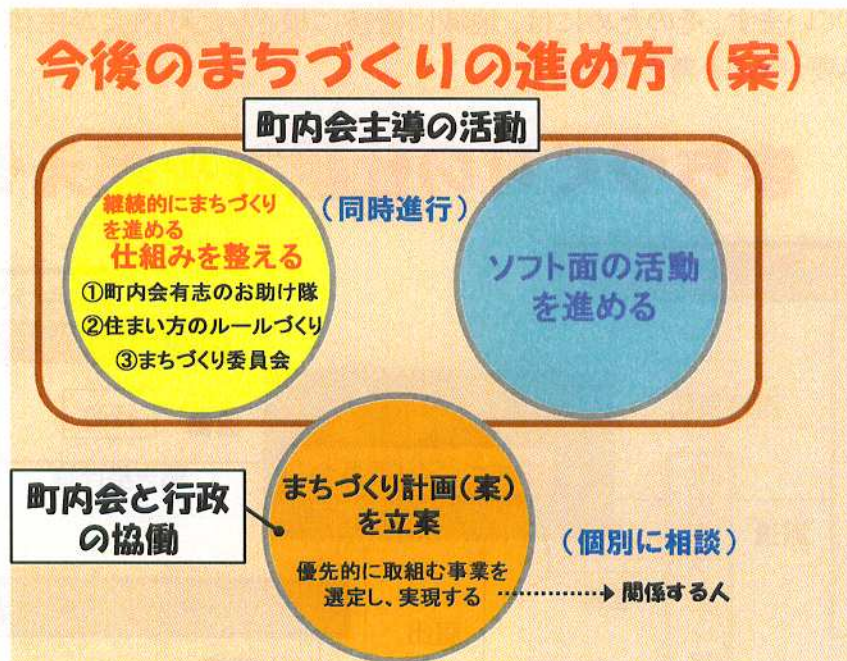 今後のまちづくりの進め方（案）
町内会主導の活動
継続的にまちづくり
を進める
仕組みを整える
①町内会有志のお助け隊
②住まい方のルールづくり
③まちづくり委員会
（同時進行）
ソフト面の活動
を進める
町内会と行政
の協働
まちづくり計画（案）
を立案
優先的に取組む事業を
選定し、実現する
（個別に相談）
関係する人